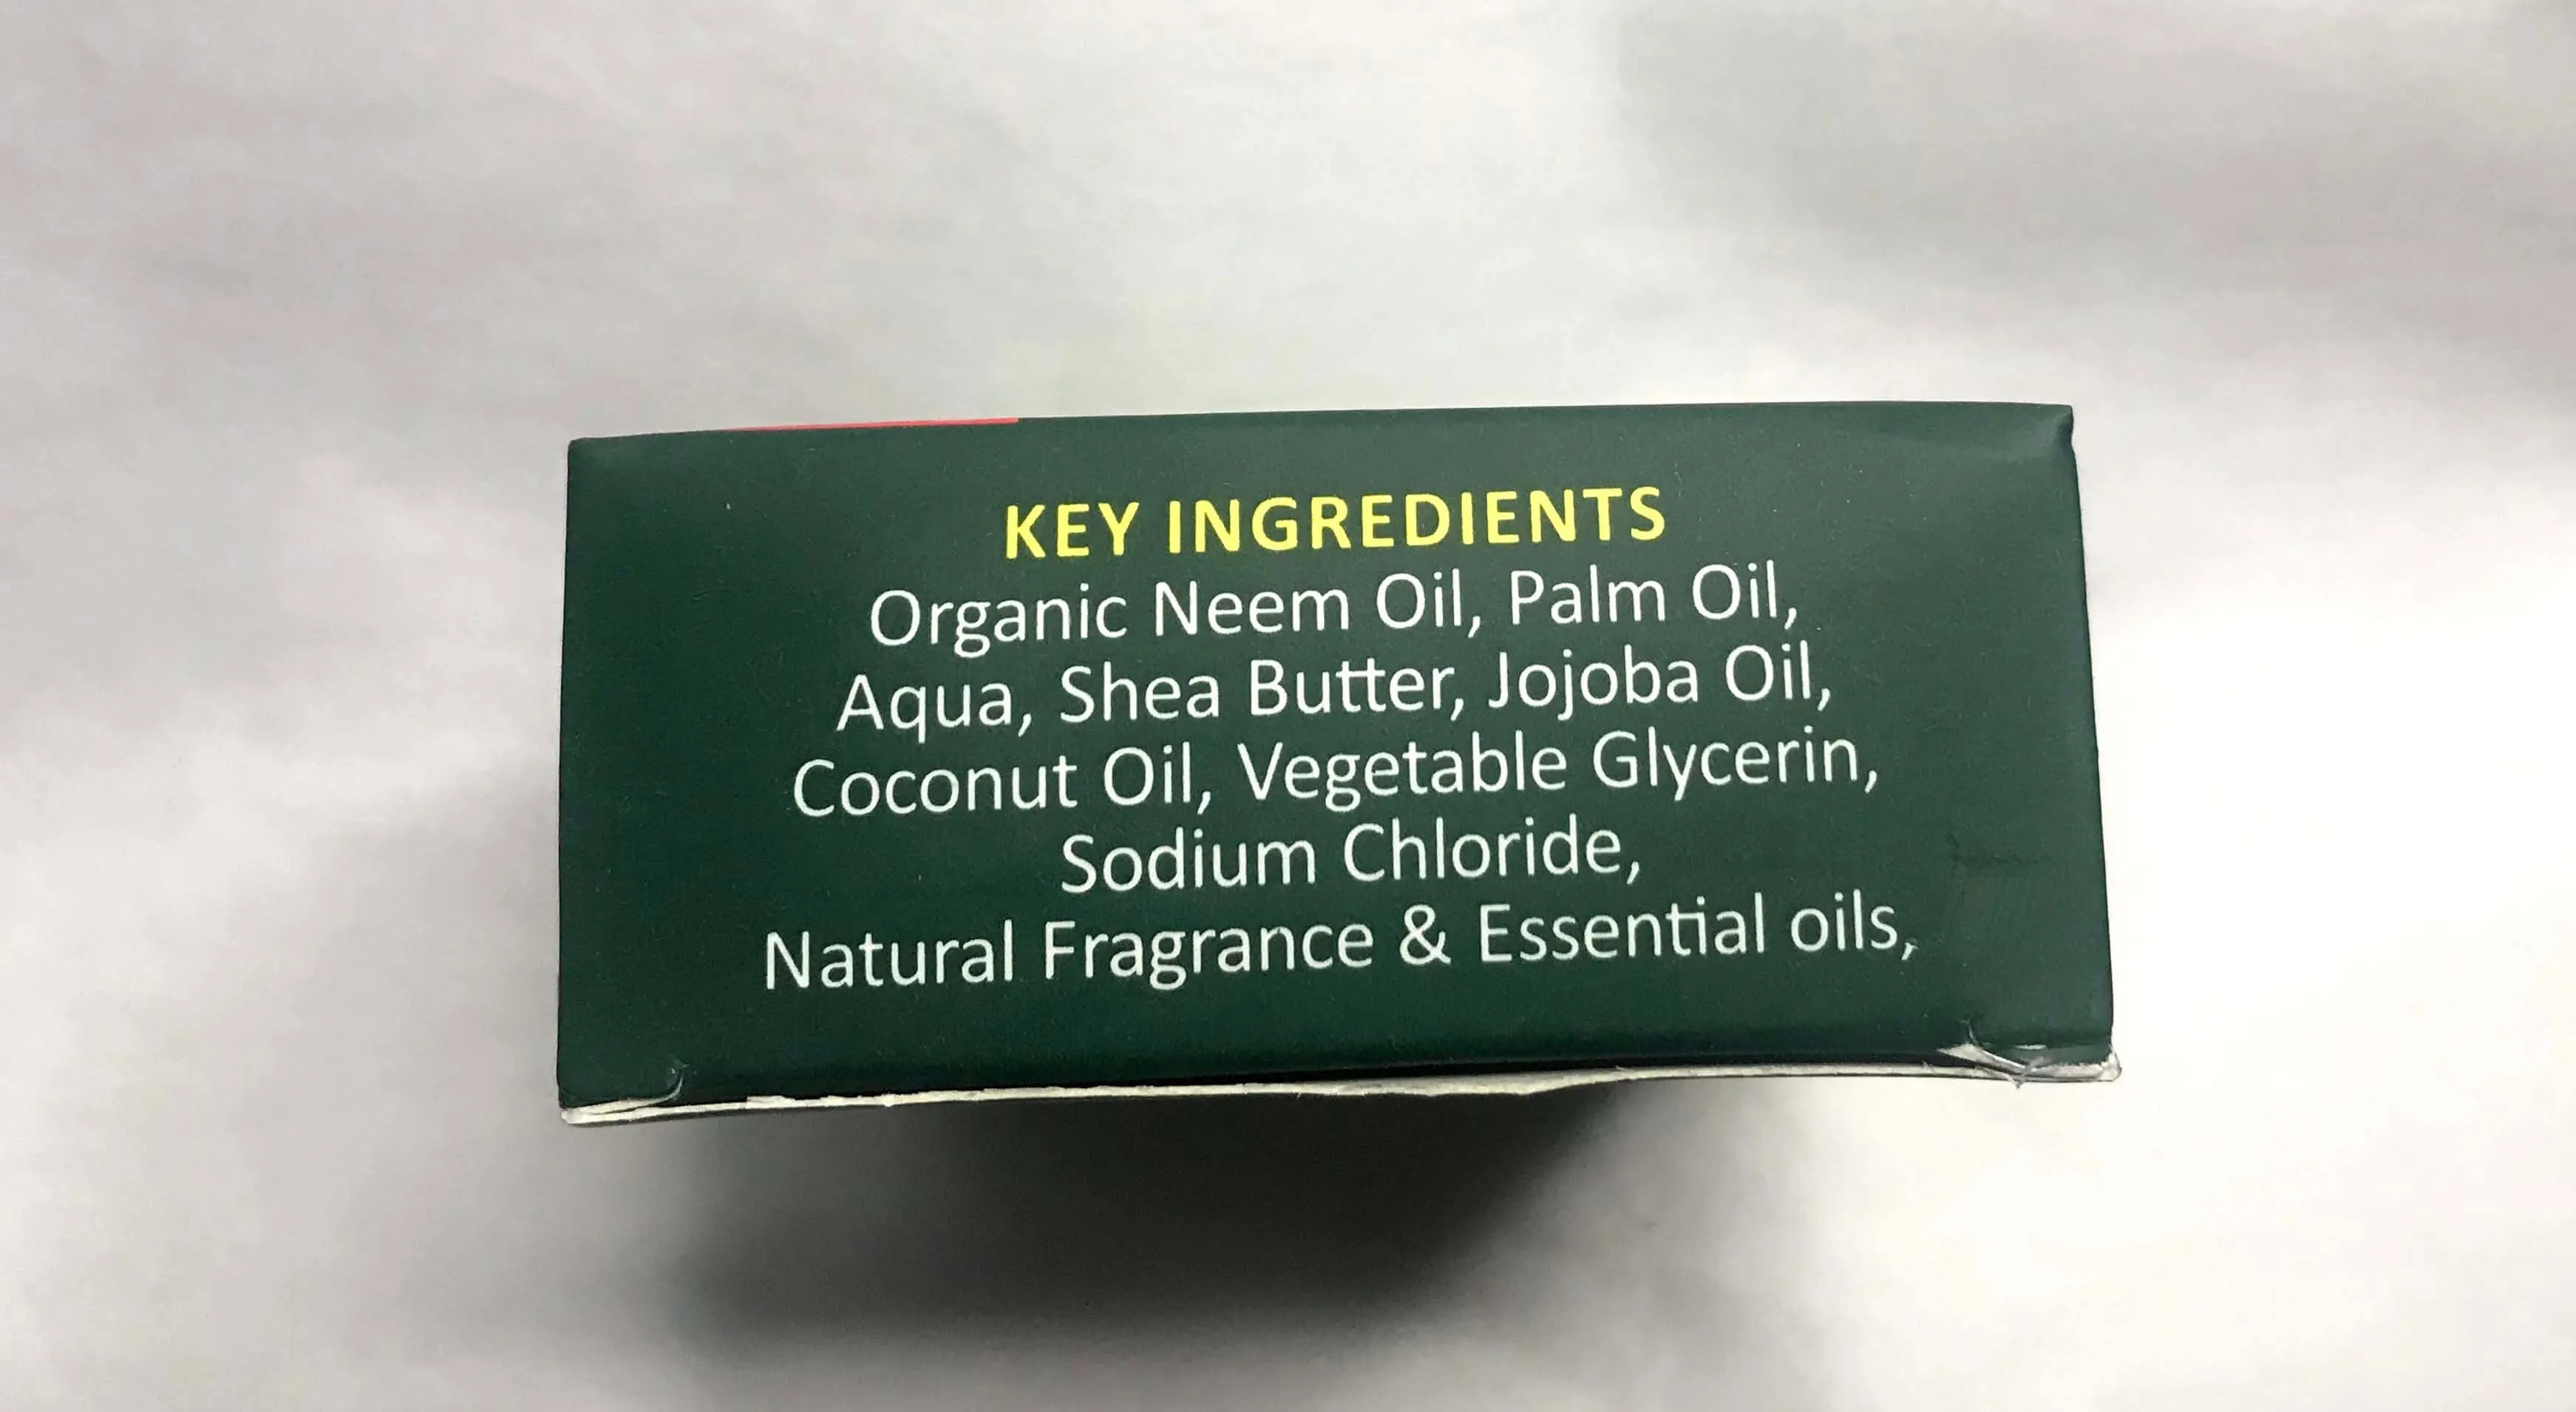 KEY INGREDIENTS
Organic Neem Oil, Palm Oil,
Aqua, Shea Butter, Jojoba Oil,
Coconut Oil, Vegetable Glycerin,
Sodium Chloride,
Natural Fragrance & Essential oils,